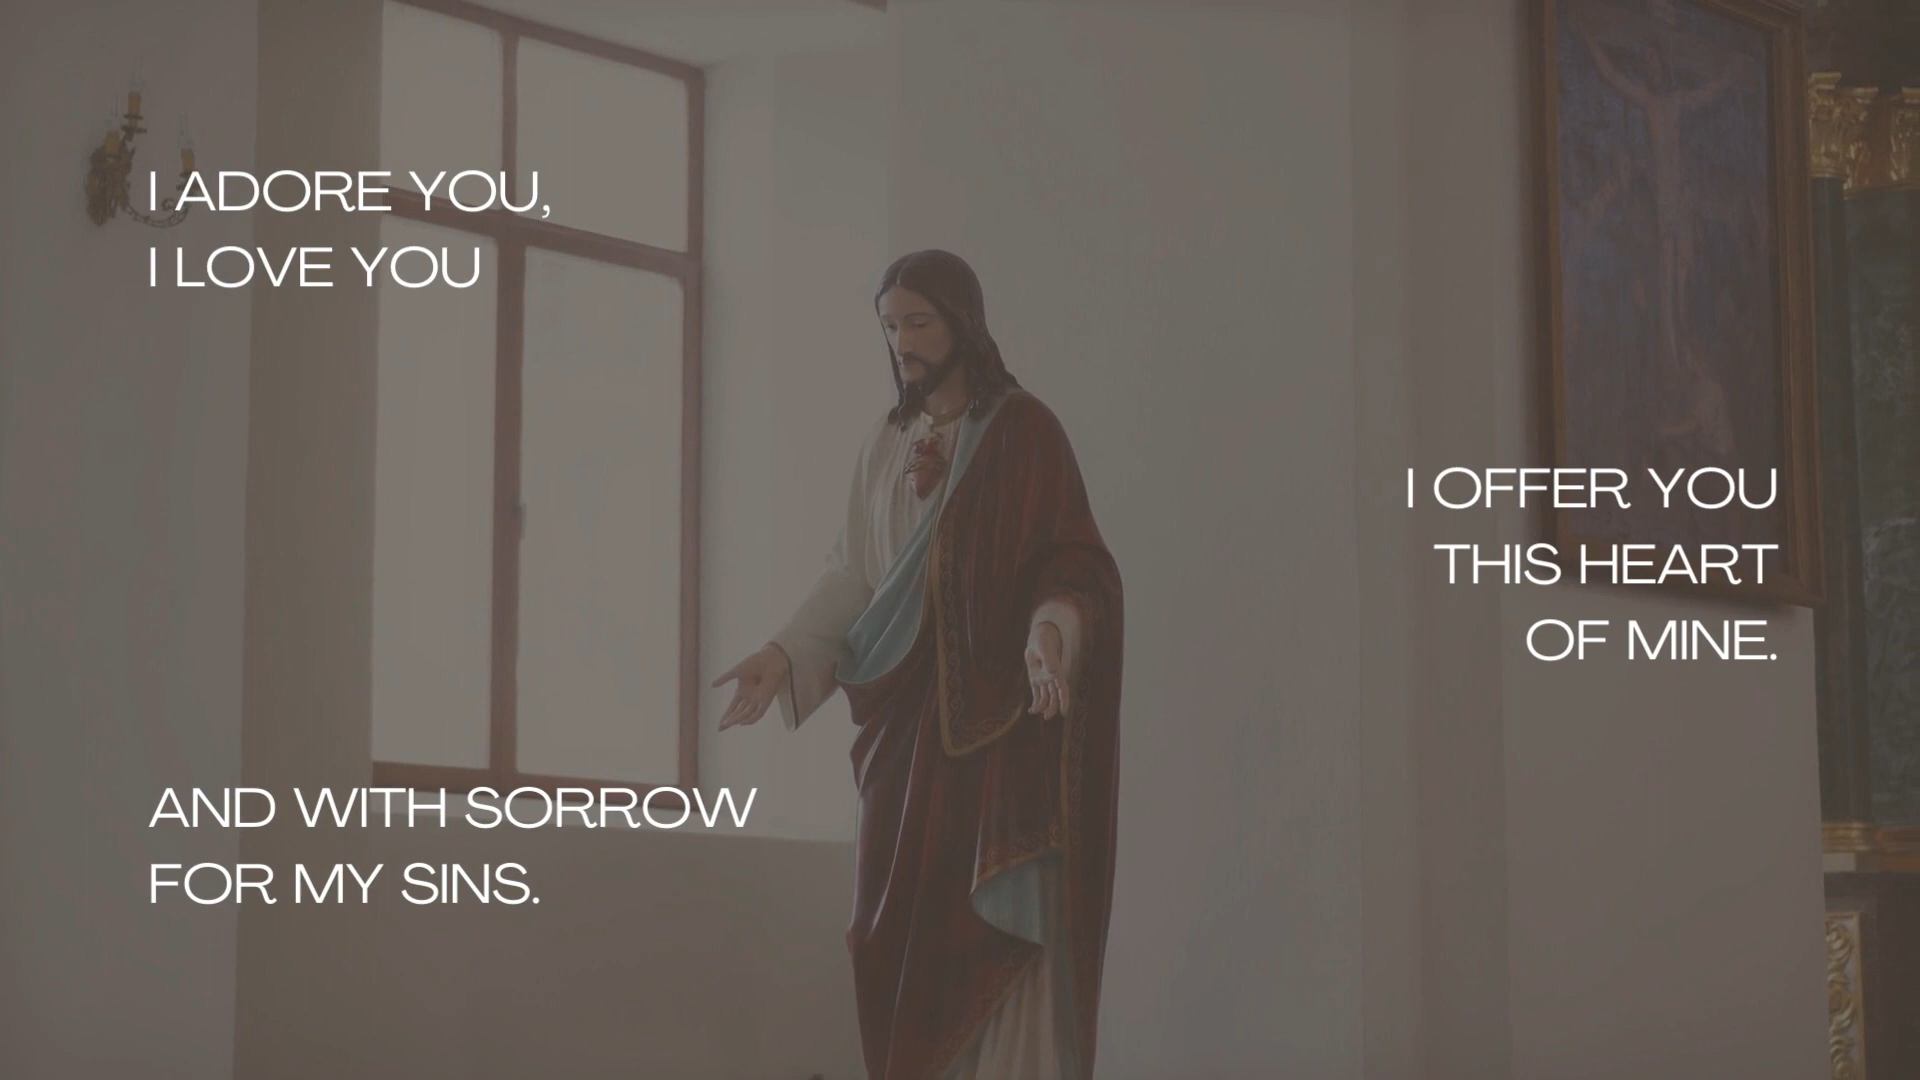 I ADORE YOU,
I LOVE YOU
I OFFER YOU
THIS HEART
OF MINE.
AND WITH SORROW
FOR MY SINS.